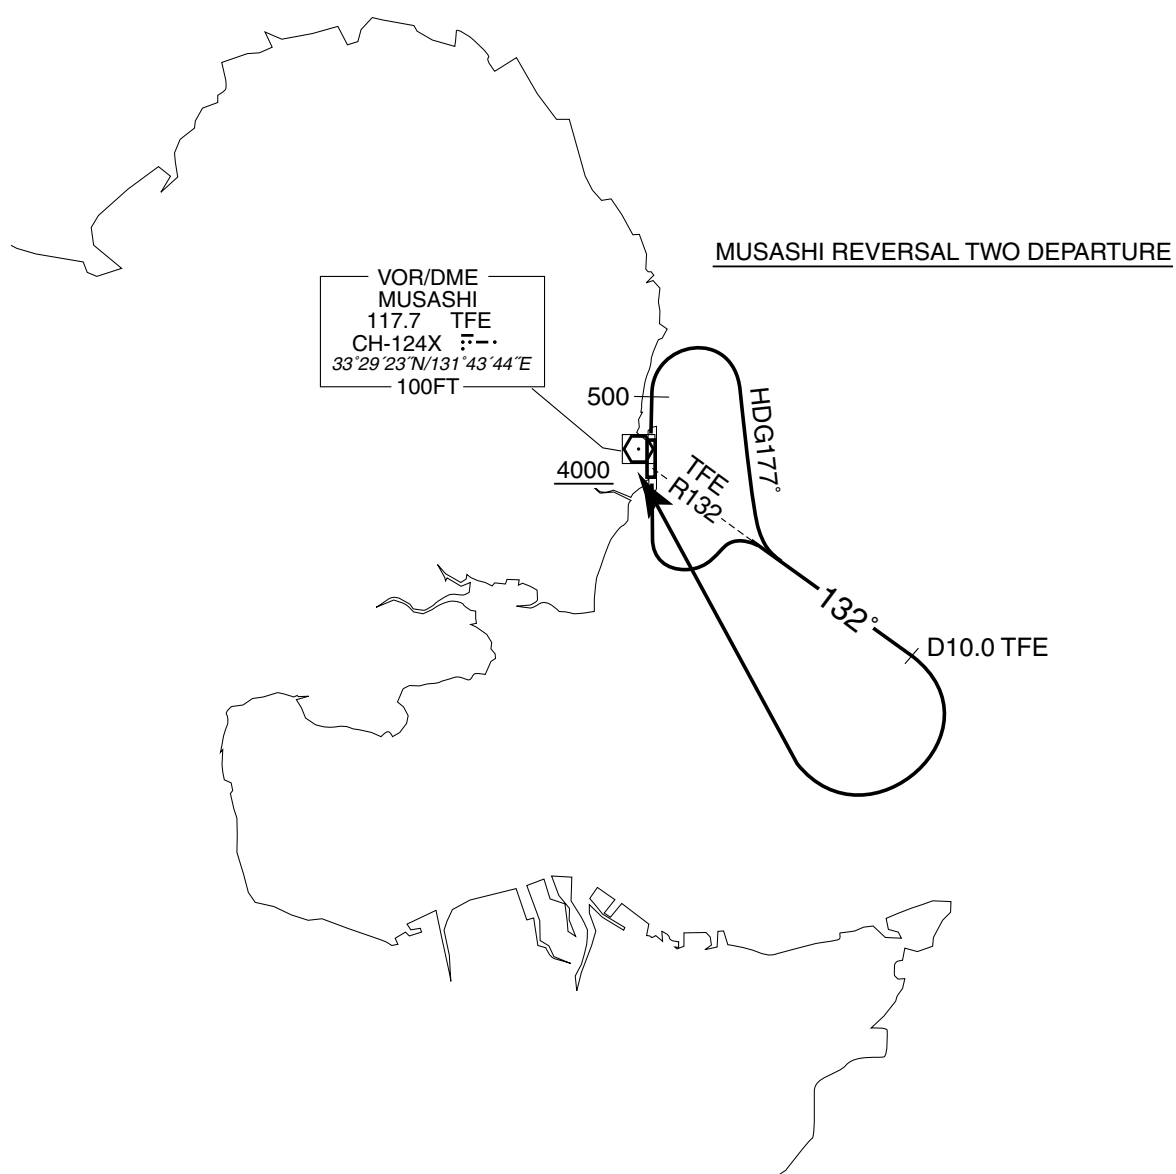 MUSASHI REVERSAL TWO DEPARTURE
VOR/DME
MUSASHI
117.7 TFE
CH-124X
33°29´23˝N/131°43´44˝E
100FT
500
HDG177°
4000
TFE
R132
132°
D10.0 TFE